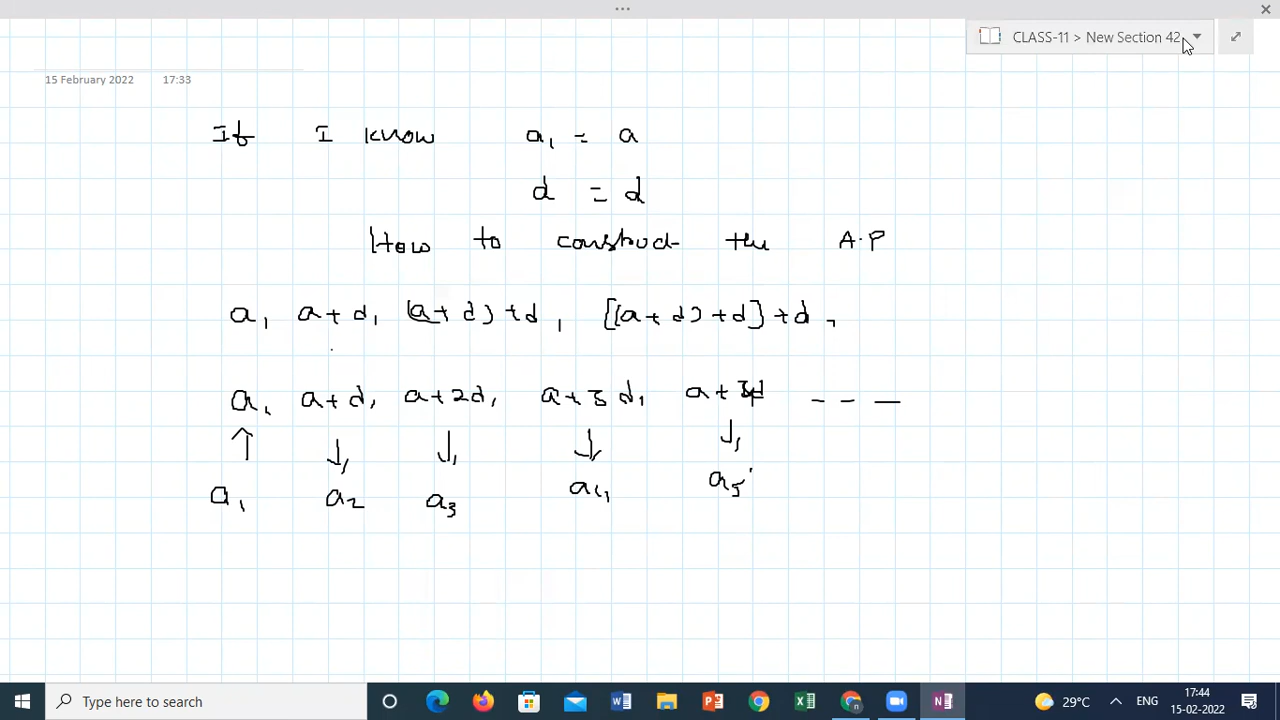 CLASS-11 > New Section 42
15 February 2022 17:33
If I know a1 = a
d = d
How to construct the A.P
a, a+d, (a+d)+d, [(a+d)+d]+d,
a, a+d, a+2d, a+3d, a+4d - - -
a1 a2 a3 a4 a5
Type here to search 29°C ENG 17:44
15-02-2022